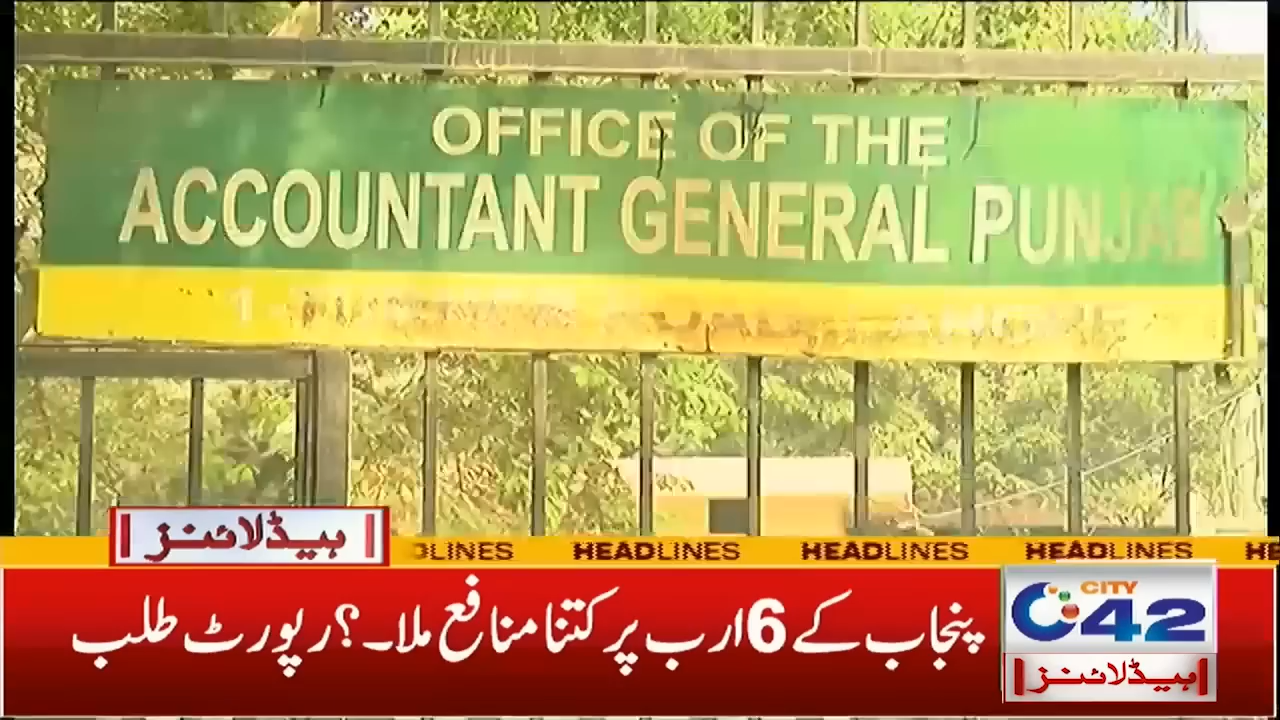 OFFICE OF THE
ACCOUNTANT GENERAL PUNJAB
ہیڈلائنز
HEADLINES HEADLINES HEADLINES
پنجاب کے 6 ارب پر کتنا منافع ملا۔؟ رپورٹ طلب
CITY
42
ہیڈلائنز